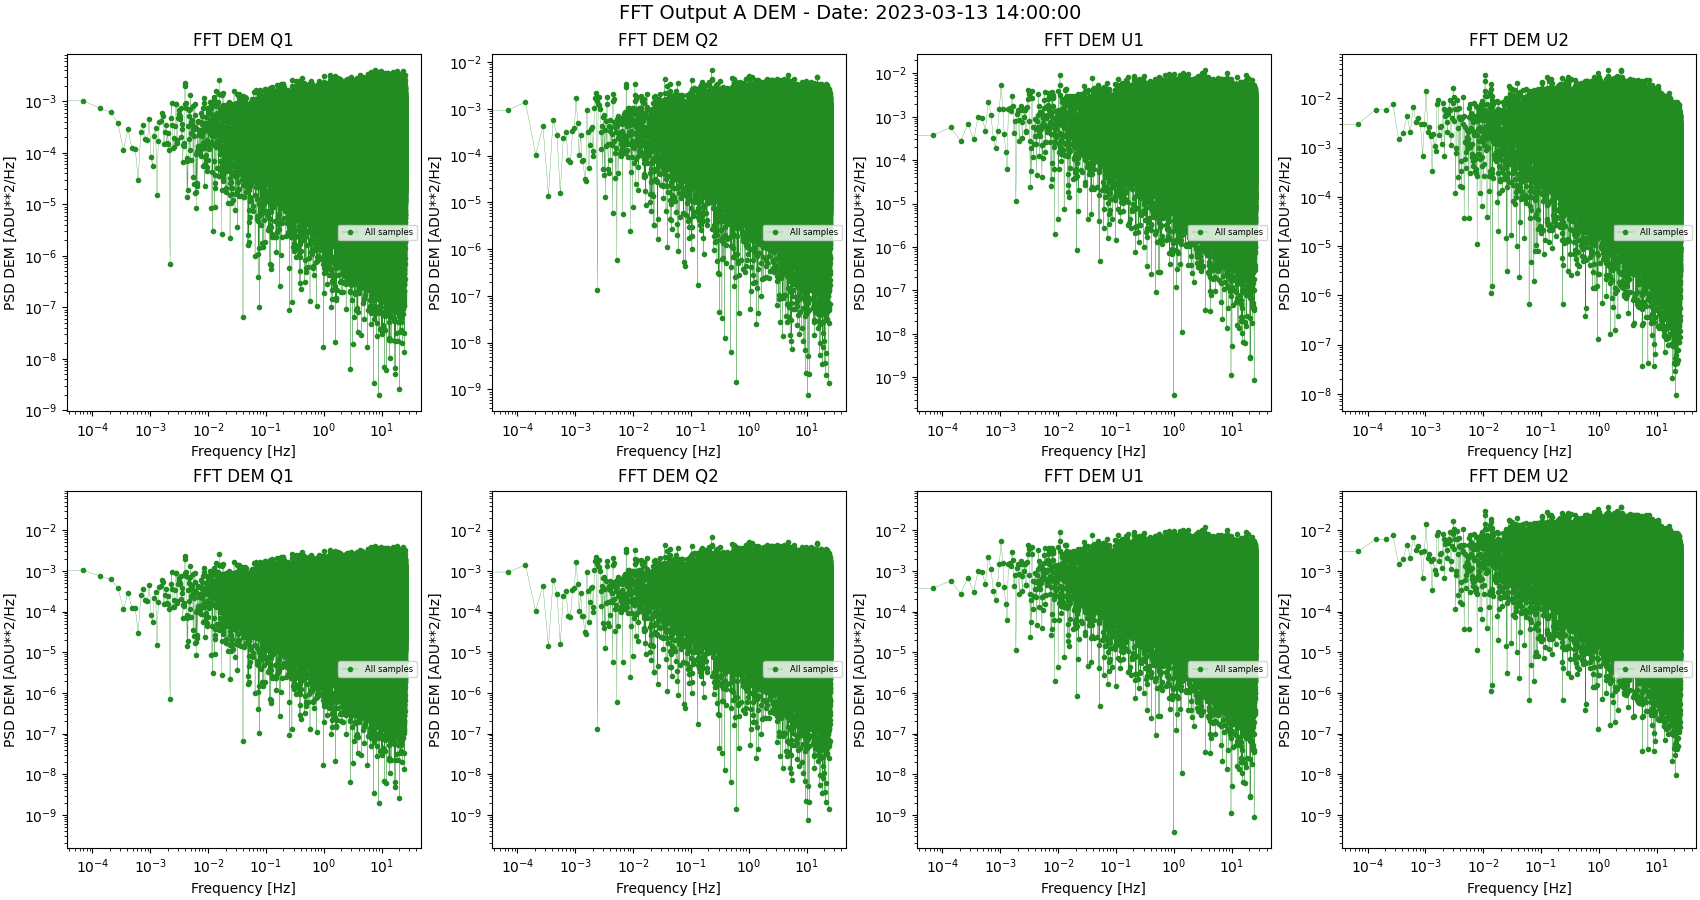 FFT Output A DEM - Date: 2023-03-13 14:00:00
FFT DEM Q1
FFT DEM Q2
FFT DEM U1
FFT DEM U2
PSD DEM [ADU**2/Hz]
10^-3
10^-4
10^-5
10^-6
10^-7
10^-8
10^-9
All samples
10^-4 10^-3 10^-2 10^-1 10^0 10^1
Frequency [Hz]
PSD DEM [ADU**2/Hz]
10^-2
10^-3
10^-4
10^-5
10^-6
10^-7
10^-8
10^-9
All samples
10^-4 10^-3 10^-2 10^-1 10^0 10^1
Frequency [Hz]
PSD DEM [ADU**2/Hz]
10^-2
10^-3
10^-4
10^-5
10^-6
10^-7
10^-8
10^-9
All samples
10^-4 10^-3 10^-2 10^-1 10^0 10^1
Frequency [Hz]
PSD DEM [ADU**2/Hz]
10^-2
10^-3
10^-4
10^-5
10^-6
10^-7
10^-8
All samples
10^-4 10^-3 10^-2 10^-1 10^0 10^1
Frequency [Hz]
FFT DEM Q1
FFT DEM Q2
FFT DEM U1
FFT DEM U2
PSD DEM [ADU**2/Hz]
10^-2
10^-3
10^-4
10^-5
10^-6
10^-7
10^-8
10^-9
All samples
10^-4 10^-3 10^-2 10^-1 10^0 10^1
Frequency [Hz]
PSD DEM [ADU**2/Hz]
10^-2
10^-3
10^-4
10^-5
10^-6
10^-7
10^-8
10^-9
All samples
10^-4 10^-3 10^-2 10^-1 10^0 10^1
Frequency [Hz]
PSD DEM [ADU**2/Hz]
10^-2
10^-3
10^-4
10^-5
10^-6
10^-7
10^-8
10^-9
All samples
10^-4 10^-3 10^-2 10^-1 10^0 10^1
Frequency [Hz]
PSD DEM [ADU**2/Hz]
10^-2
10^-3
10^-4
10^-5
10^-6
10^-7
10^-8
10^-9
All samples
10^-4 10^-3 10^-2 10^-1 10^0 10^1
Frequency [Hz]